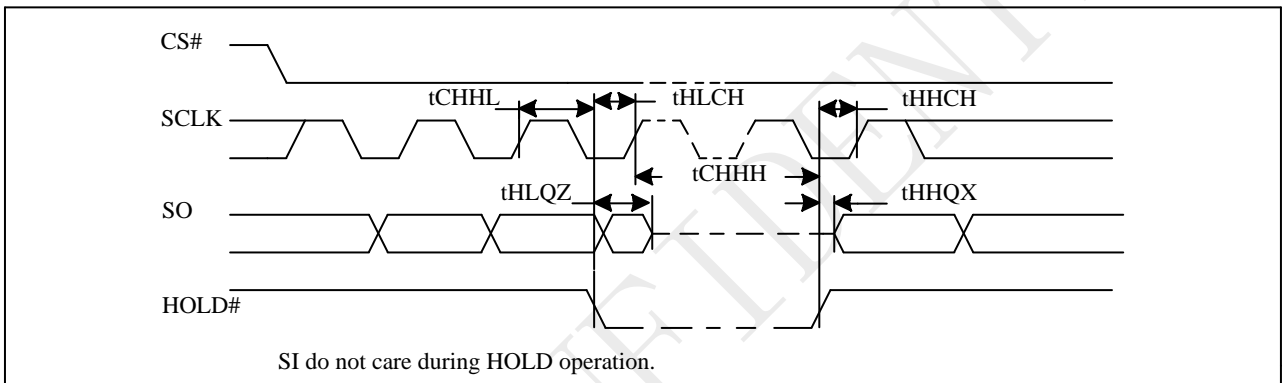 CS#
tCHHL
tHLCH
tHHCH
SCLK
tCHHH
tHLQZ
tHHQX
SO
HOLD#
SI do not care during HOLD operation.